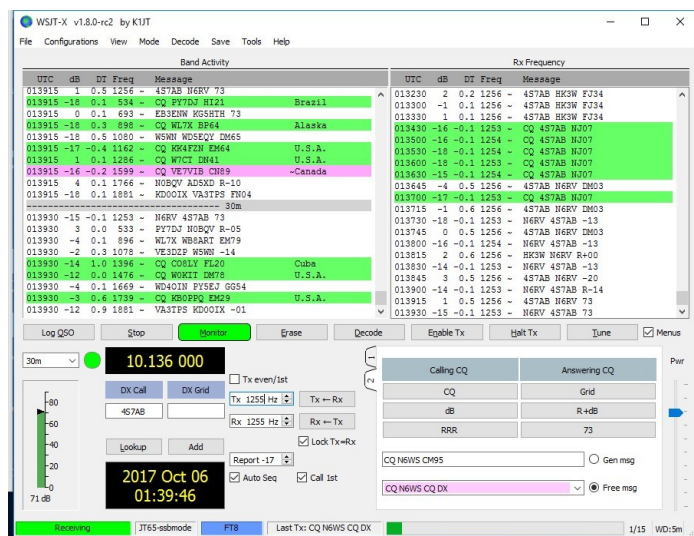 WSJT-X v1.8.0-rc2 by K1JT
File Configurations View Mode Decode Save Tools Help
Band Activity
UTC dB DT Freq Message
013915 1 0.5 1256 ~ 4S7AB N6RV 73
013915 -18 0.1 534 ~ CQ PY7DJ HI21 Brazil
013915 0 0.1 693 ~ EB3ENW KG5HTH 73
013915 -18 0.3 898 ~ CQ WL7X BP64 Alaska
013915 -18 0.5 1080 ~ W5WN WD5EQY DM65
013915 -17 -0.4 1162 ~ CQ KK4FZN EM64 U.S.A.
013915 1 0.1 1286 ~ CQ W7CT DN41 U.S.A.
013915 -16 -0.2 1599 ~ CQ VE7VIB CN89 ~Canada
013915 4 0.1 1766 ~ N0BQV AD5XD R-10
013915 -18 0.1 1881 ~ KD0OIX VA3TPS FN04
---------------------------------- 30m
013930 -15 -0.1 1253 ~ N6RV 4S7AB 73
013930 3 0.0 533 ~ PY7DJ N0BQV R-05
013930 -4 0.1 896 ~ WL7X WB8ART EM79
013930 -2 0.3 1078 ~ VE3DZP W5WN -14
013930 -14 1.0 1396 ~ CQ CO8LY FL20 Cuba
013930 -12 0.0 1476 ~ CQ W0KIT DM78 U.S.A.
013930 -4 0.1 1669 ~ WD4OIN PY5EJ GG54
013930 -3 0.6 1739 ~ CQ KB0PPQ EM29 U.S.A.
013930 -12 0.9 1881 ~ VA3TPS KD0OIX -01
Rx Frequency
UTC dB DT Freq Message
013230 2 0.2 1256 ~ 4S7AB HK3W FJ34
013300 -1 0.1 1256 ~ 4S7AB HK3W FJ34
013330 1 0.1 1256 ~ 4S7AB HK3W FJ34
013430 -16 -0.1 1253 ~ CQ 4S7AB NJ07
013500 -16 -0.1 1254 ~ CQ 4S7AB NJ07
013530 -18 -0.1 1253 ~ CQ 4S7AB NJ07
013600 -16 -0.1 1253 ~ CQ 4S7AB NJ07
013630 -15 -0.1 1254 ~ CQ 4S7AB NJ07
013645 -4 0.5 1256 ~ 4S7AB N6RV DM03
013700 -17 -0.1 1253 ~ CQ 4S7AB NJ07
013715 -1 0.6 1256 ~ 4S7AB N6RV DM03
013730 -18 -0.1 1253 ~ N6RV 4S7AB -13
013745 0 0.5 1256 ~ 4S7AB N6RV DM03
013800 -16 -0.1 1254 ~ N6RV 4S7AB -13
013815 2 0.6 1256 ~ HK3W N6RV R+00
013830 -14 -0.1 1253 ~ N6RV 4S7AB -13
013845 3 0.5 1256 ~ 4S7AB N6RV -20
013900 -14 -0.1 1253 ~ N6RV 4S7AB R-14
013915 1 0.5 1256 ~ 4S7AB N6RV 73
013930 -15 -0.1 1253 ~ N6RV 4S7AB 73
Log QSO Stop Monitor Erase Decode Enable Tx Halt Tx Tune Menus
30m
10.136 000
DX Call DX Grid
4S7AB
Lookup Add
2017 Oct 06
01:39:46
80
60
40
20
0
71 dB
Tx even/1st
Tx 1255 Hz Tx ← Rx
Rx 1255 Hz Rx ← Tx
Lock Tx=Rx
Report -17
Auto Seq Call 1st
1
2
Calling CQ Answering CQ
CQ Grid
dB R+dB
RRR 73
CQ N6WS CM95 Gen msg
CQ N6WS CQ DX Free msg
Pwr
Receiving JT65-ssbmode FT8 Last Tx: CQ N6WS CQ DX 1/15 WD:5m